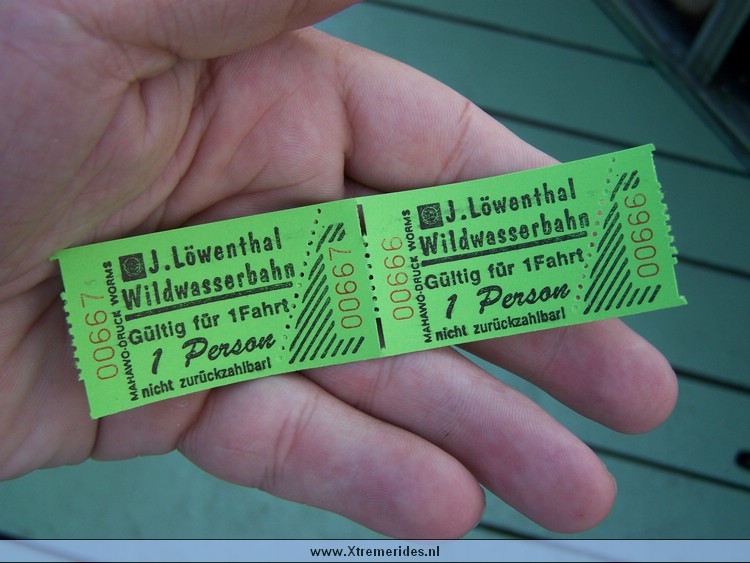 00667
MAHAWO-DRUCK WORMS
J.Löwenthal
Wildwasserbahn
Gültig für 1Fahrt
1 Person
nicht zurückzahlbar!
00667
00666
MAHAWO-DRUCK WORMS
J.Löwenthal
Wildwasserbahn
Gültig für 1Fahrt
1 Person
nicht zurückzahlbar!
00666
www.Xtremerides.nl